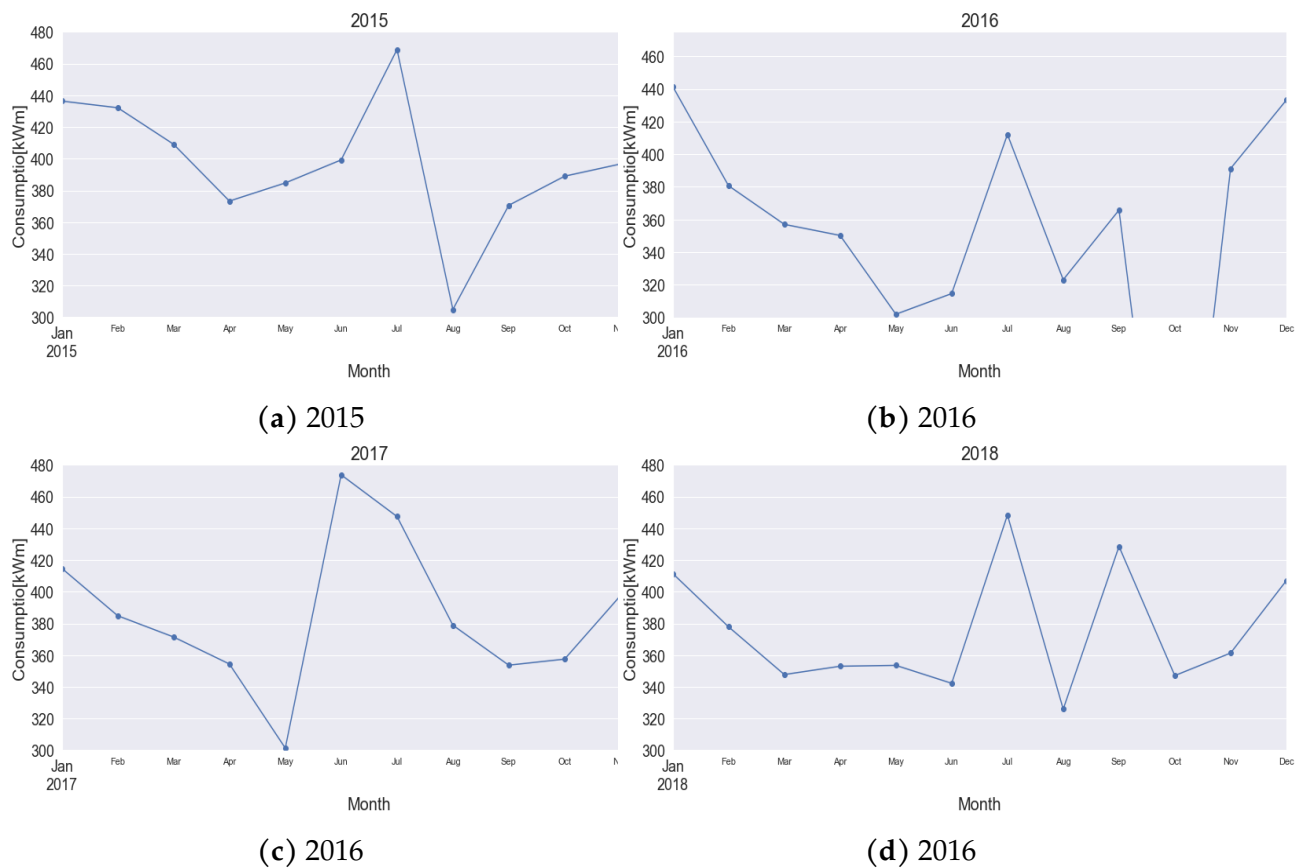 2015
480
460
440
420
400
380
360
340
320
300
Consumptio[kWm]
Jan
2015
Feb Mar Apr May Jun Jul Aug Sep Oct N
Month
(a) 2015
2016
460
440
420
400
380
360
340
320
300
Consumptio[kWm]
Jan
2016
Feb Mar Apr May Jun Jul Aug Sep Oct Nov Dec
Month
(b) 2016
2017
480
460
440
420
400
380
360
340
320
300
Consumptio[kWm]
Jan
2017
Feb Mar Apr May Jun Jul Aug Sep Oct N
Month
(c) 2016
2018
480
460
440
420
400
380
360
340
320
300
Consumptio[kWm]
Jan
2018
Feb Mar Apr May Jun Jul Aug Sep Oct Nov Dec
Month
(d) 2016